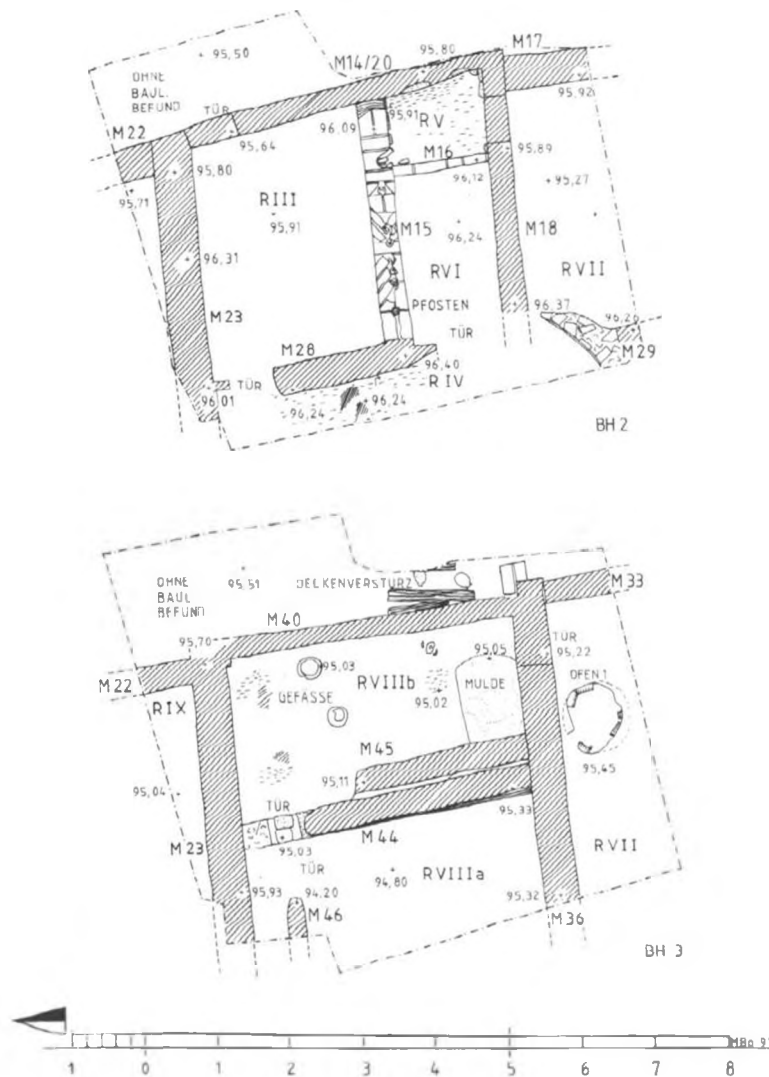 95,50
95,80
M17
OHNE
BAUL.
BEFUND
M14/20
TÜR
95,92
M22
95,64
96,09
95,91
RV
M16
95,89
95,80
95,71
96,12
95,27
RIII
95,91
M15
96,24
M18
RVI
RVII
96,31
M23
PFOSTEN
96,37
TÜR
M28
M29
96,40
TÜR
RIV
96,01
96,24
96,24
BH 2
OHNE
BAUL
BEFUND
95,51
DELKENVERSTURZ
M33
M40
95,70
TÜR
95,22
95,05
M22
95,03
RVIIIb
MULDE
OFEN 1
RIX
GEFÄSSE
95,02
M45
95,45
95,11
95,04
TÜR
95,33
M44
M23
95,03
RVII
TÜR
94,80
RVIIIa
95,93
94,20
95,32
M46
M36
BH 3
1 0 1 2 3 4 5 6 7 8